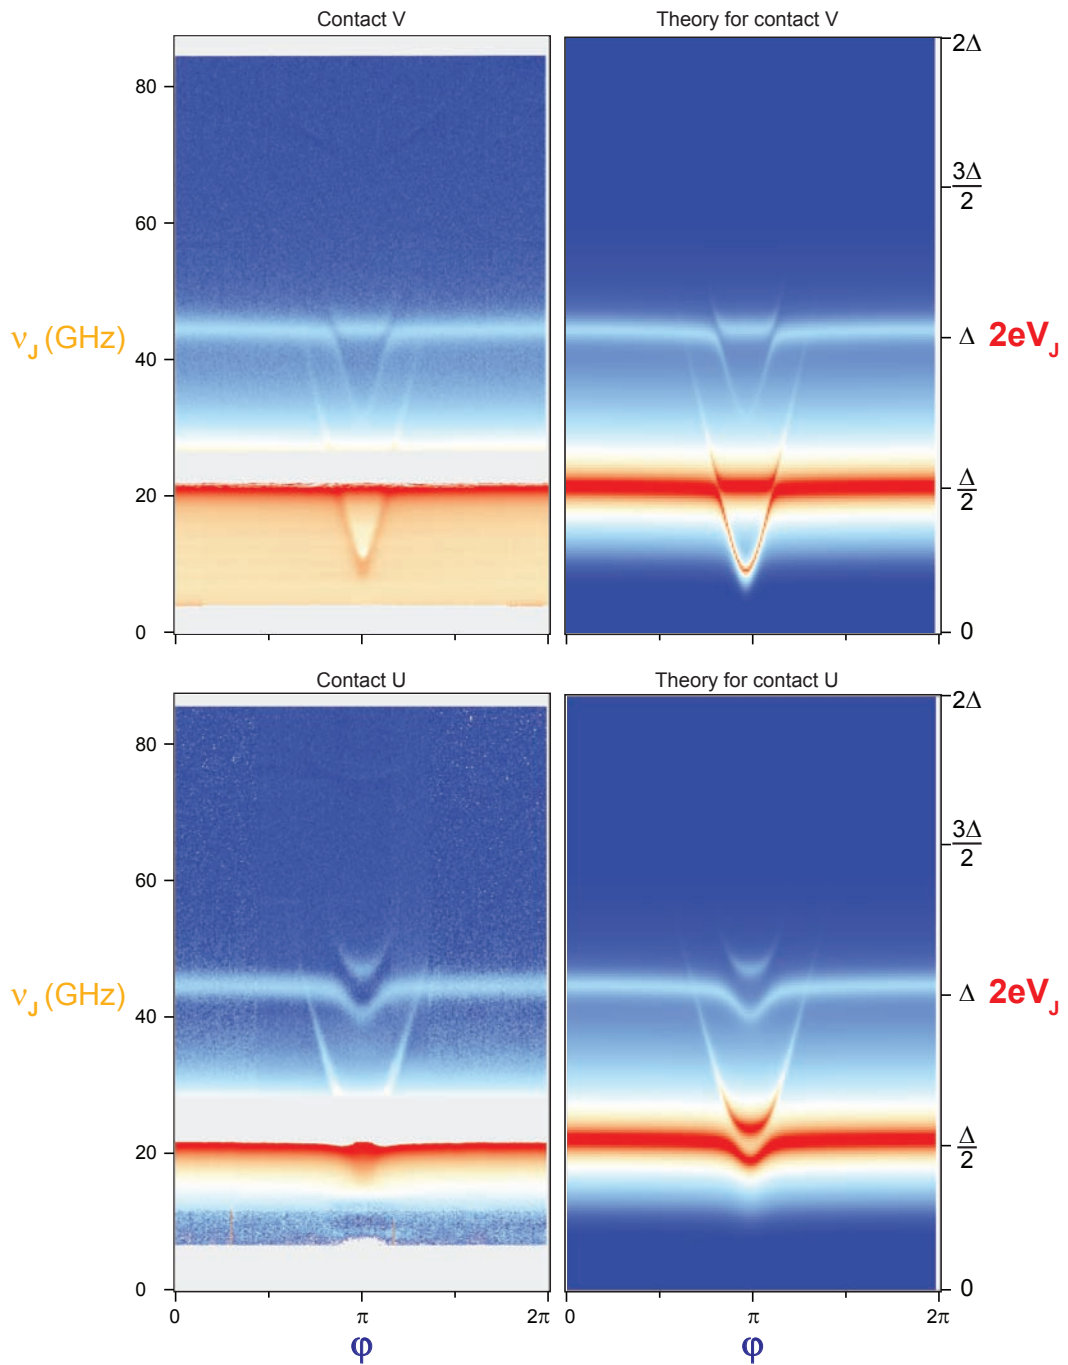 Contact V
Theory for contact V
80
60
40
20
0
ν_J (GHz)
2Δ
3Δ/2
Δ
Δ/2
0
2eV_J
Contact U
Theory for contact U
80
60
40
20
0
ν_J (GHz)
2Δ
3Δ/2
Δ
Δ/2
0
2eV_J
0 π 2π
φ
0 π 2π
φ